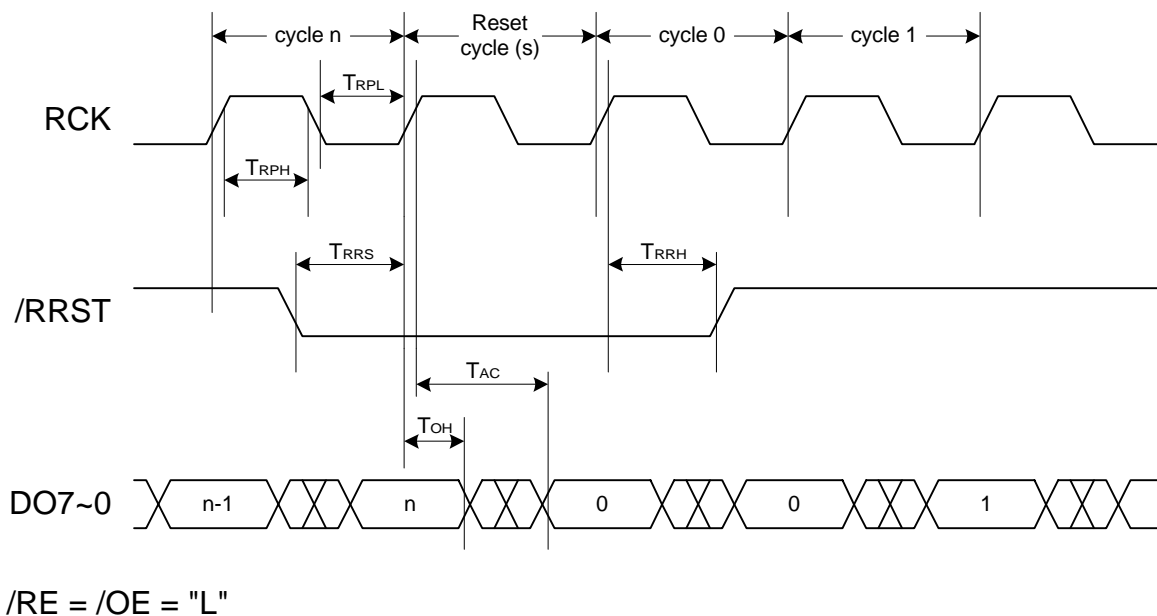 cycle n
Reset
cycle (s)
cycle 0
cycle 1
TRPL
RCK
TRPH
TRRS
TRRH
/RRST
TAC
TOH
DO7~0
n-1
n
0
0
1
/RE = /OE = "L"